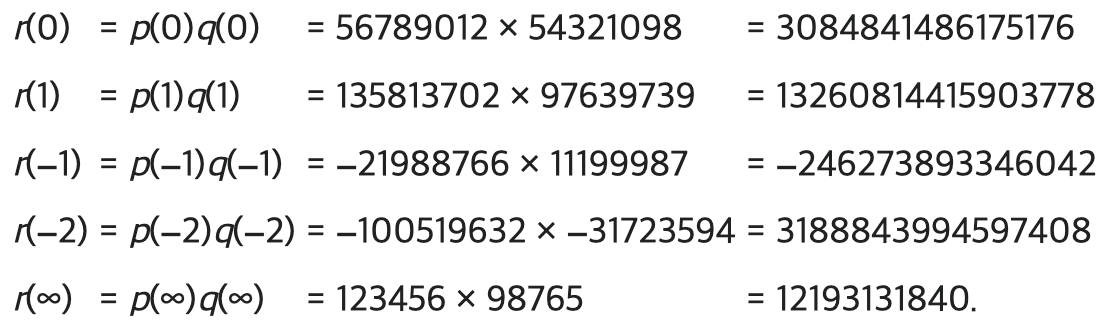 r(0) = p(0)q(0) = 56789012 × 54321098 = 3084841486175176
r(1) = p(1)q(1) = 135813702 × 97639739 = 13260814415903778
r(−1) = p(−1)q(−1) = −21988766 × 11199987 = −246273893346042
r(−2) = p(−2)q(−2) = −100519632 × −31723594 = 3188843994597408
r(∞) = p(∞)q(∞) = 123456 × 98765 = 12193131840.